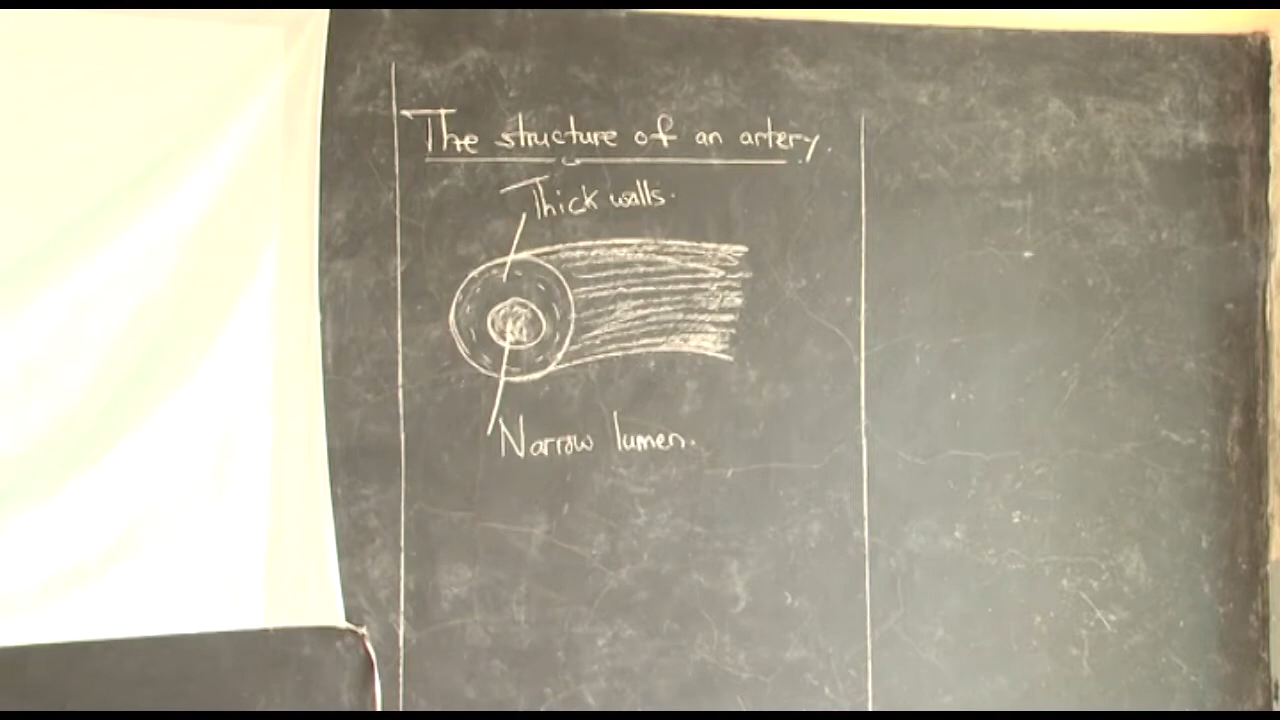 The structure of an artery.
Thick walls.
Narrow lumen.